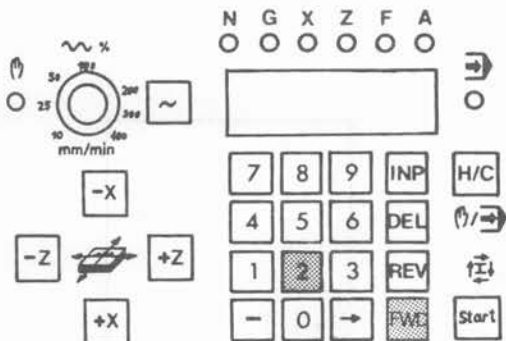 N G X Z F A
%
50 100 200
25 300
10 400
mm/min
~
-X
-Z +Z
+X
7 8 9 INP H/C
4 5 6 DEL /
1 2 3 REV
- 0 → FWD Start